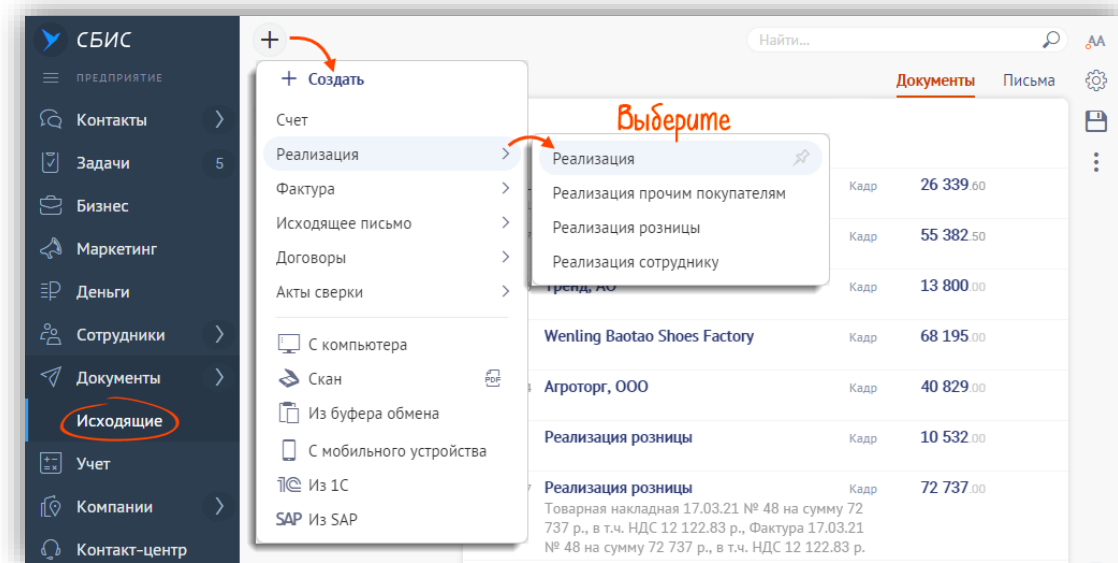 СБИС
ПРЕДПРИЯТИЕ
Контакты
Задачи 5
Бизнес
Маркетинг
Деньги
Сотрудники
Документы
Исходящие
Учет
Компании
Контакт-центр
+
Найти...
AA
Документы Письма
+ Создать
Счет
Реализация
Фактура
Исходящее письмо
Договоры
Акты сверки
С компьютера
Скан PDF
Из буфера обмена
С мобильного устройства
1С Из 1С
SAP Из SAP
Выберите
Реализация
Реализация прочим покупателям
Реализация розницы
Реализация сотруднику
Кадр 26 339.60
Кадр 55 382.50
Тренд, АО Кадр 13 800.00
Wenling Baotao Shoes Factory Кадр 68 195.00
Агроторг, ООО Кадр 40 829.00
Реализация розницы Кадр 10 532.00
Реализация розницы Кадр 72 737.00
Товарная накладная 17.03.21 № 48 на сумму 72
737 р., в т.ч. НДС 12 122.83 р., Фактура 17.03.21
№ 48 на сумму 72 737 р., в т.ч. НДС 12 122.83 р.